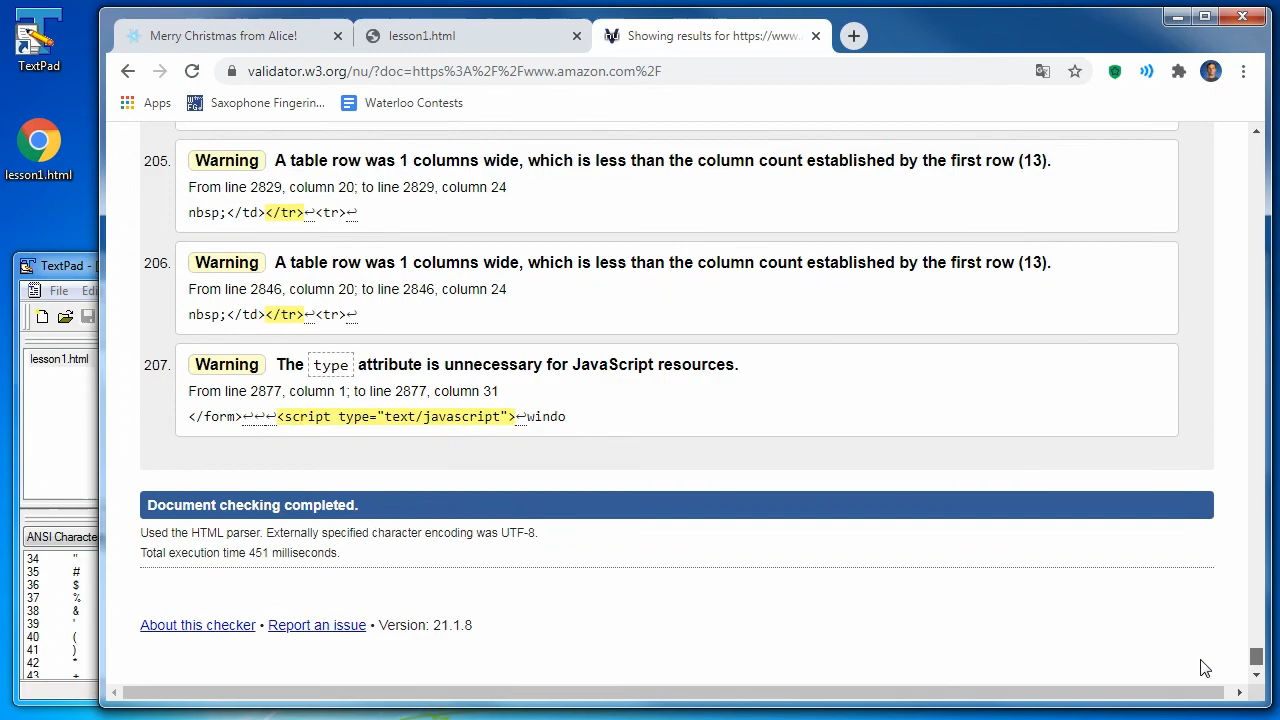 TextPad
lesson1.html
Merry Christmas from Alice!
lesson1.html
Showing results for https://www.
validator.w3.org/nu/?doc=https%3A%2F%2Fwww.amazon.com%2F
Apps
Saxophone Fingerin...
Waterloo Contests
205.
Warning A table row was 1 columns wide, which is less than the column count established by the first row (13).
From line 2829, column 20; to line 2829, column 24
nbsp;</td></tr>↩<tr>↩
206.
Warning A table row was 1 columns wide, which is less than the column count established by the first row (13).
From line 2846, column 20; to line 2846, column 24
nbsp;</td></tr>↩<tr>↩
207.
Warning The type attribute is unnecessary for JavaScript resources.
From line 2877, column 1; to line 2877, column 31
</form>↩↩↩<script type="text/javascript">↩windo
Document checking completed.
Used the HTML parser. Externally specified character encoding was UTF-8.
Total execution time 451 milliseconds.
About this checker • Report an issue • Version: 21.1.8
TextPad - [
File Edi
lesson1.html
ANSI Characte
34 "
35 #
36 $
37 %
38 &
39 '
40 (
41 )
42 *
43 +